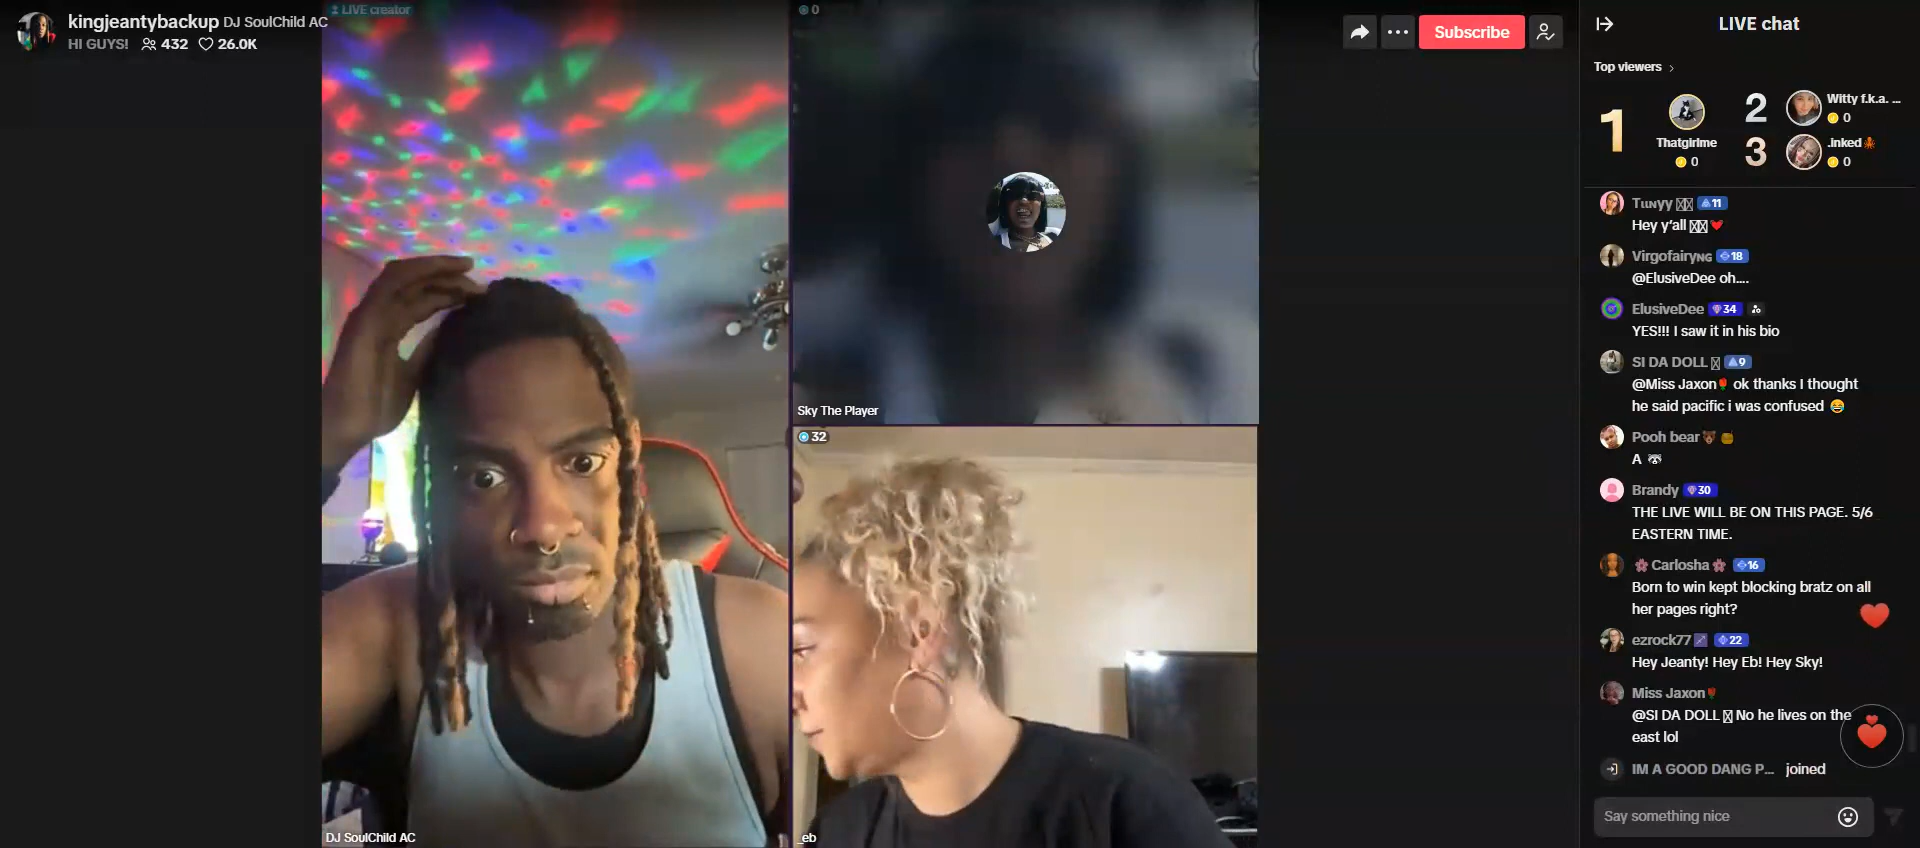 kingjeantybackup DJ SoulChild AC
HI GUYS! 432 26.0K
LIVE creator
0
Subscribe
LIVE chat
Top viewers
1
Thatgirlme
0
2
Witty f.k.a. ...
0
3
.inked
0
Tuɴyy 11
Hey y'all
Virgofairyɴɢ 18
@ElusiveDee oh....
ElusiveDee 34
YES!!! I saw it in his bio
SI DA DOLL 9
@Miss Jaxon🌹 ok thanks I thought
he said pacific i was confused 😂
Pooh bear🐻 🍯
A 🦝
Brandy 30
THE LIVE WILL BE ON THIS PAGE. 5/6
EASTERN TIME.
🌸 Carlosha 🌸 16
Born to win kept blocking bratz on all
her pages right?
ezrock77 22
Hey Jeanty! Hey Eb! Hey Sky!
Miss Jaxon🌹
@SI DA DOLL No he lives on the
east lol
IM A GOOD DANG P... joined
Say something nice
Sky The Player
32
DJ SoulChild AC
_eb